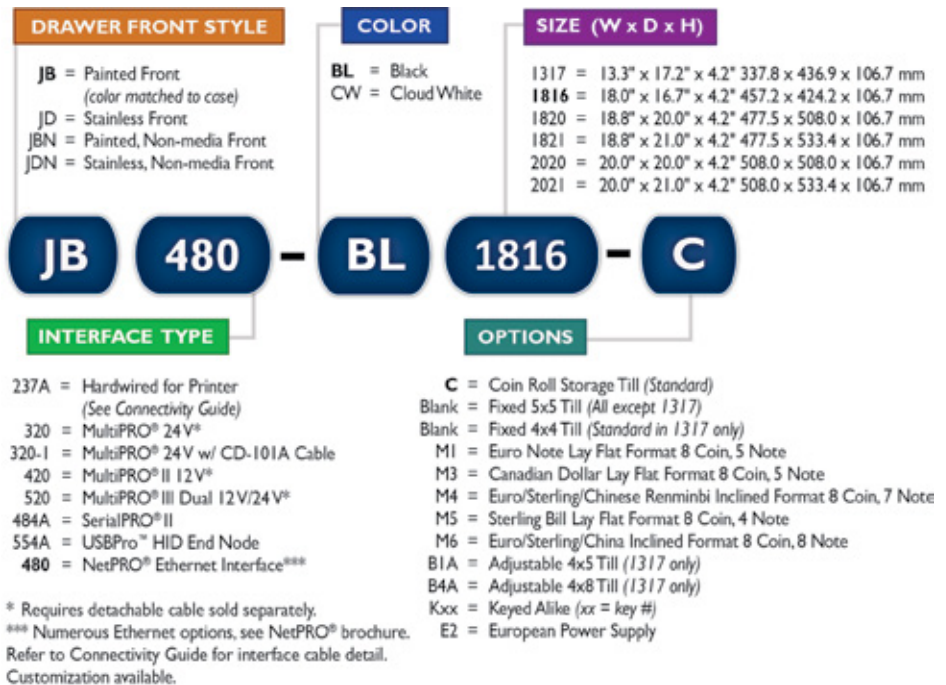 DRAWER FRONT STYLE
JB = Painted Front
(color matched to case)
JD = Stainless Front
JBN = Painted, Non-media Front
JDN = Stainless, Non-media Front
COLOR
BL = Black
CW = Cloud White
SIZE (W x D x H)
1317 = 13.3" x 17.2" x 4.2" 337.8 x 436.9 x 106.7 mm
1816 = 18.0" x 16.7" x 4.2" 457.2 x 424.2 x 106.7 mm
1820 = 18.8" x 20.0" x 4.2" 477.5 x 508.0 x 106.7 mm
1821 = 18.8" x 21.0" x 4.2" 477.5 x 533.4 x 106.7 mm
2020 = 20.0" x 20.0" x 4.2" 508.0 x 508.0 x 106.7 mm
2021 = 20.0" x 21.0" x 4.2" 508.0 x 533.4 x 106.7 mm
JB 480 - BL 1816 - C
INTERFACE TYPE
237A = Hardwired for Printer
(See Connectivity Guide)
320 = MultiPRO® 24V*
320-1 = MultiPRO® 24V w/ CD-101A Cable
420 = MultiPRO® II 12V*
520 = MultiPRO® III Dual 12V/24V*
484A = SerialPRO® II
554A = USBPro™ HID End Node
480 = NetPRO® Ethernet Interface***
* Requires detachable cable sold separately.
*** Numerous Ethernet options, see NetPRO® brochure.
Refer to Connectivity Guide for interface cable detail.
Customization available.
OPTIONS
C = Coin Roll Storage Till (Standard)
Blank = Fixed 5x5 Till (All except 1317)
Blank = Fixed 4x4 Till (Standard in 1317 only)
M1 = Euro Note Lay Flat Format 8 Coin, 5 Note
M3 = Canadian Dollar Lay Flat Format 8 Coin, 5 Note
M4 = Euro/Sterling/Chinese Renminbi Inclined Format 8 Coin, 7 Note
M5 = Sterling Bill Lay Flat Format 8 Coin, 4 Note
M6 = Euro/Sterling/China Inclined Format 8 Coin, 8 Note
B1A = Adjustable 4x5 Till (1317 only)
B4A = Adjustable 4x8 Till (1317 only)
Kxx = Keyed Alike (xx = key #)
E2 = European Power Supply